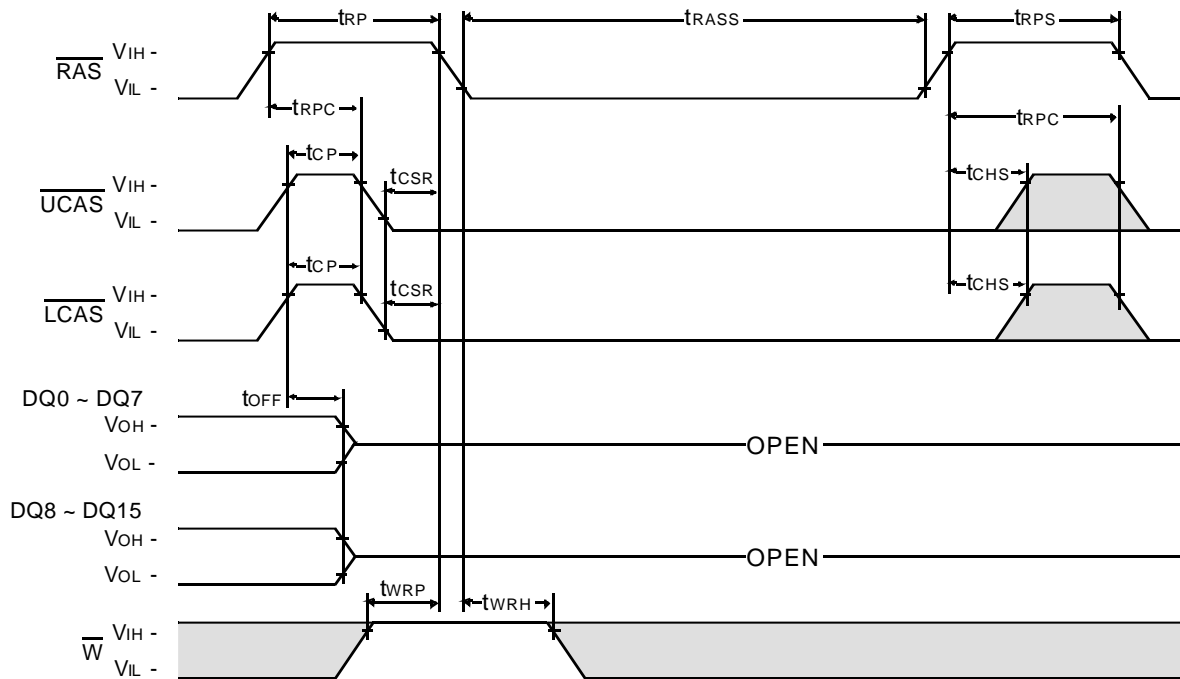 tRP
tRASS
tRPS
RAS
VIH -
VIL -
tRPC
tRPC
tCP
tCSR
tCHS
UCAS
VIH -
VIL -
tCP
tCSR
tCHS
LCAS
VIH -
VIL -
DQ0 ~ DQ7
tOFF
VOH -
VOL -
OPEN
DQ8 ~ DQ15
VOH -
VOL -
OPEN
tWRP
tWRH
W
VIH -
VIL -